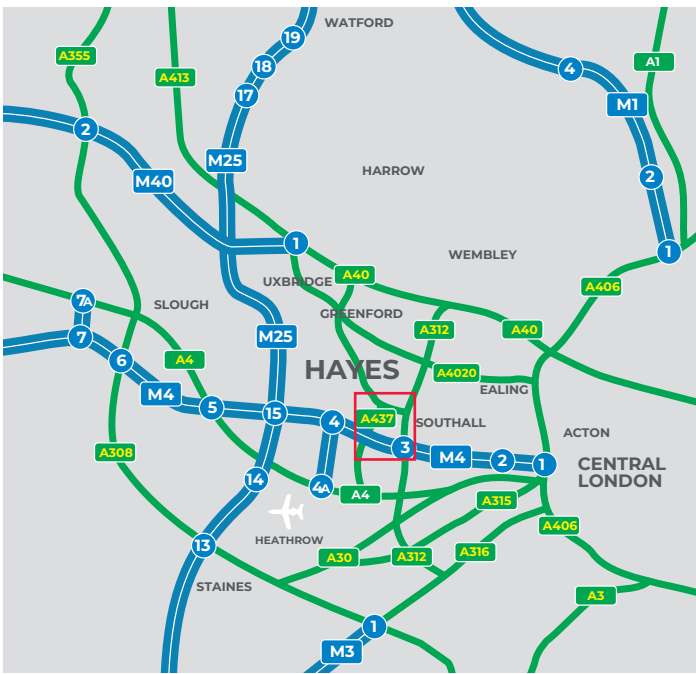 WATFORD
19
A355
A1
18
4
A413
17
M1
2
M25
HARROW
2
M40
1
1
WEMBLEY
A40
UXBRIDGE
A406
7A
SLOUGH
GREENFORD
A312
A40
7
M25
6
A4
HAYES
A4020
EALING
M4
5
15
4
A437
SOUTHALL
ACTON
3
A308
M4
2
1
CENTRAL
LONDON
14
4A
A4
A315
A406
HEATHROW
13
A30
A312
A316
STAINES
A3
1
M3